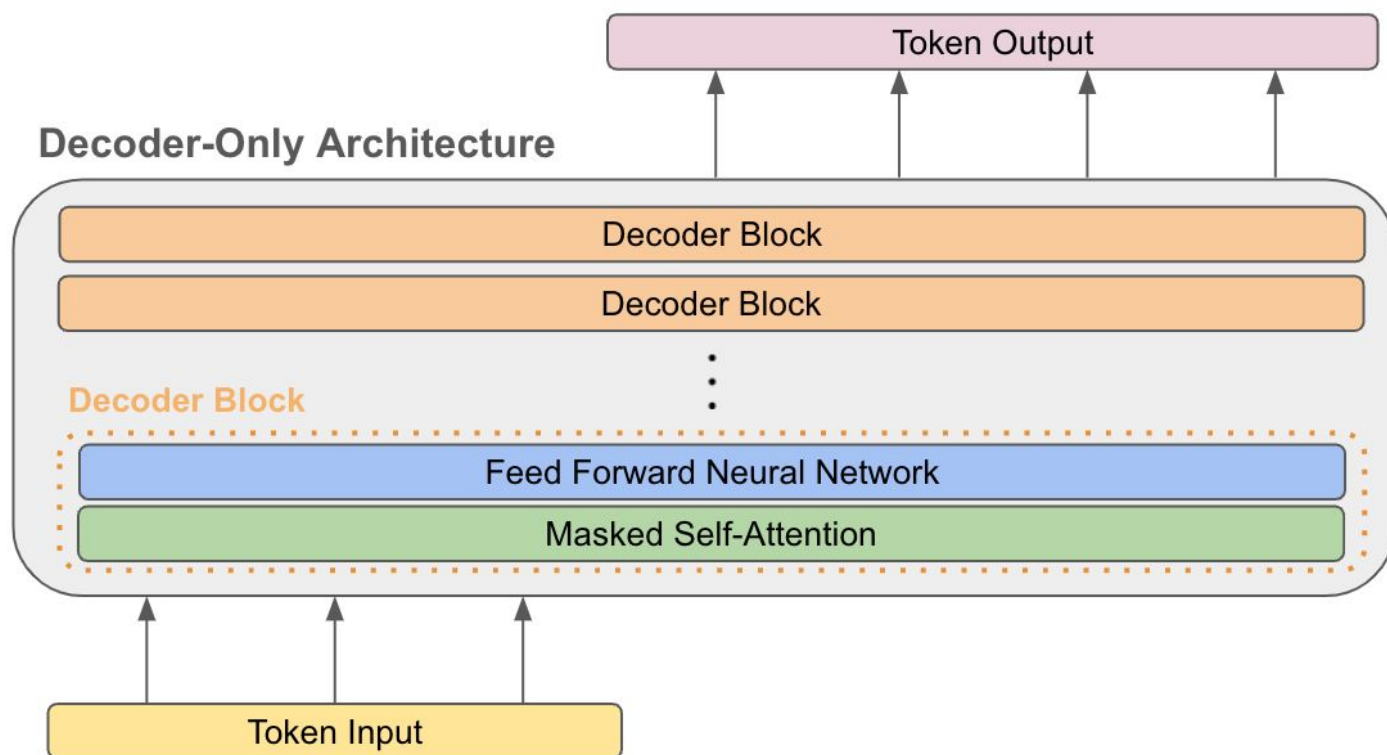 Token Output
Decoder-Only Architecture
Decoder Block
Decoder Block
Decoder Block
Feed Forward Neural Network
Masked Self-Attention
Token Input